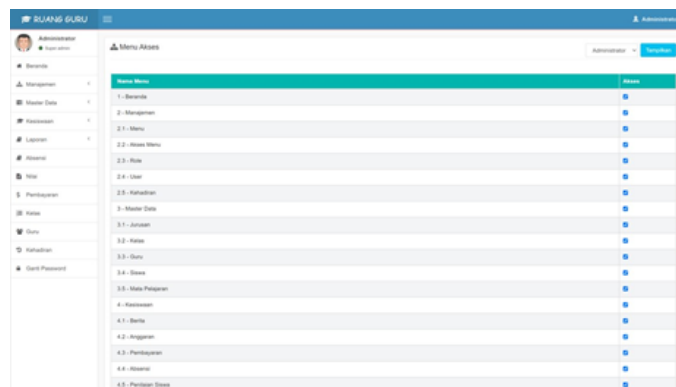 RUANG GURU
Administrator
Administrator
Super admin
Menu Akses
Administrator
Tampilkan
Beranda
Manajemen
Master Data
Kesiswaan
Laporan
Absensi
Nilai
Pembayaran
Kelas
Guru
Kehadiran
Ganti Password
Nama Menu Akses
1 - Beranda
2 - Manajemen
2.1 - Menu
2.2 - Akses Menu
2.3 - Role
2.4 - User
2.5 - Kehadiran
3 - Master Data
3.1 - Jurusan
3.2 - Kelas
3.3 - Guru
3.4 - Siswa
3.5 - Mata Pelajaran
4 - Kesiswaan
4.1 - Berita
4.2 - Anggaran
4.3 - Pembayaran
4.4 - Absensi
4.5 - Penilaian Siswa